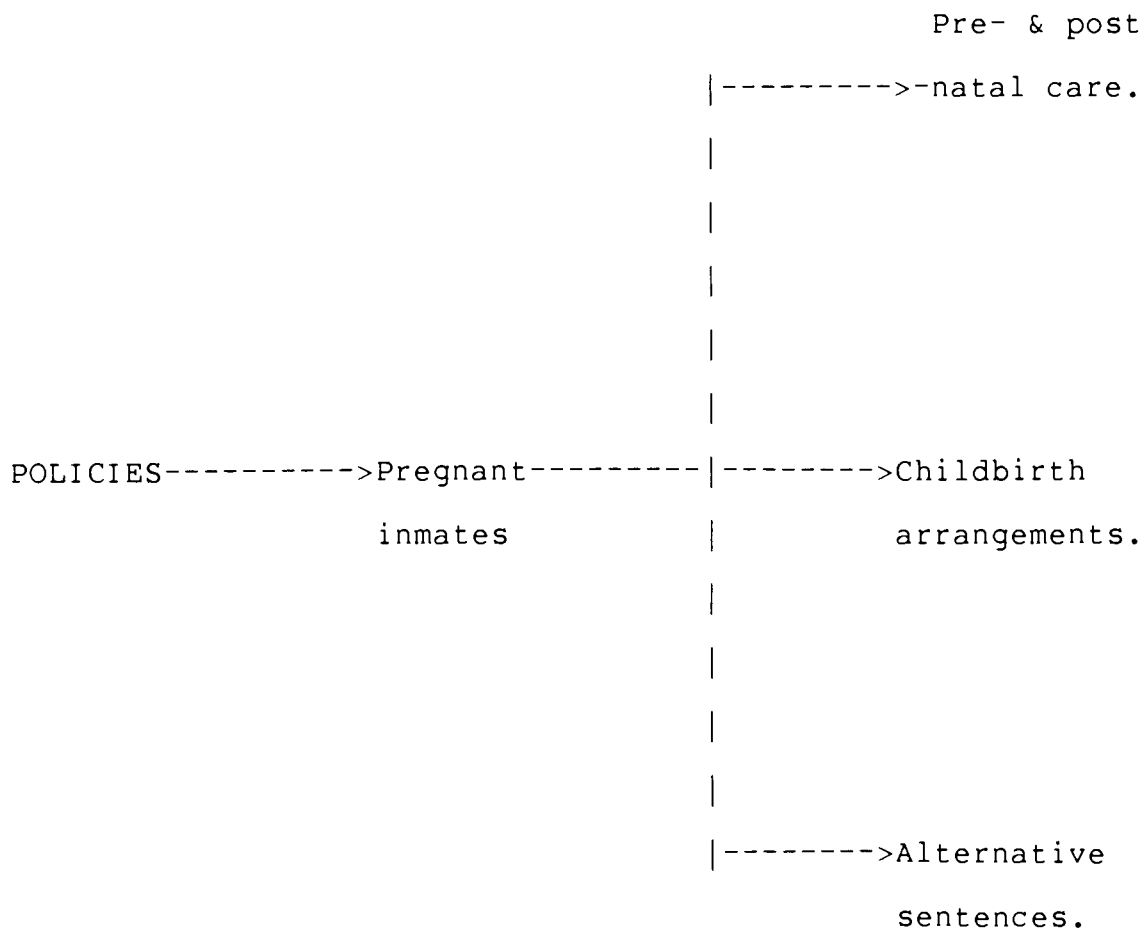 Pre- & post
|--------->-natal care.
|
|
|
|
|
POLICIES---------->Pregnant---------|-------->Childbirth
inmates | arrangements.
|
|
|
|
|-------->Alternative
sentences.